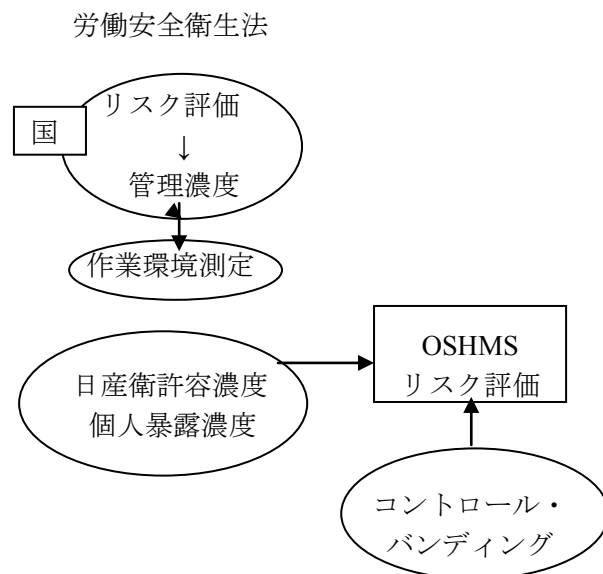 労働安全衛生法
リスク評価
国
↓
管理濃度
作業環境測定
OSHMS
リスク評価
日産衛許容濃度
個人暴露濃度
コントロール・
バンディング